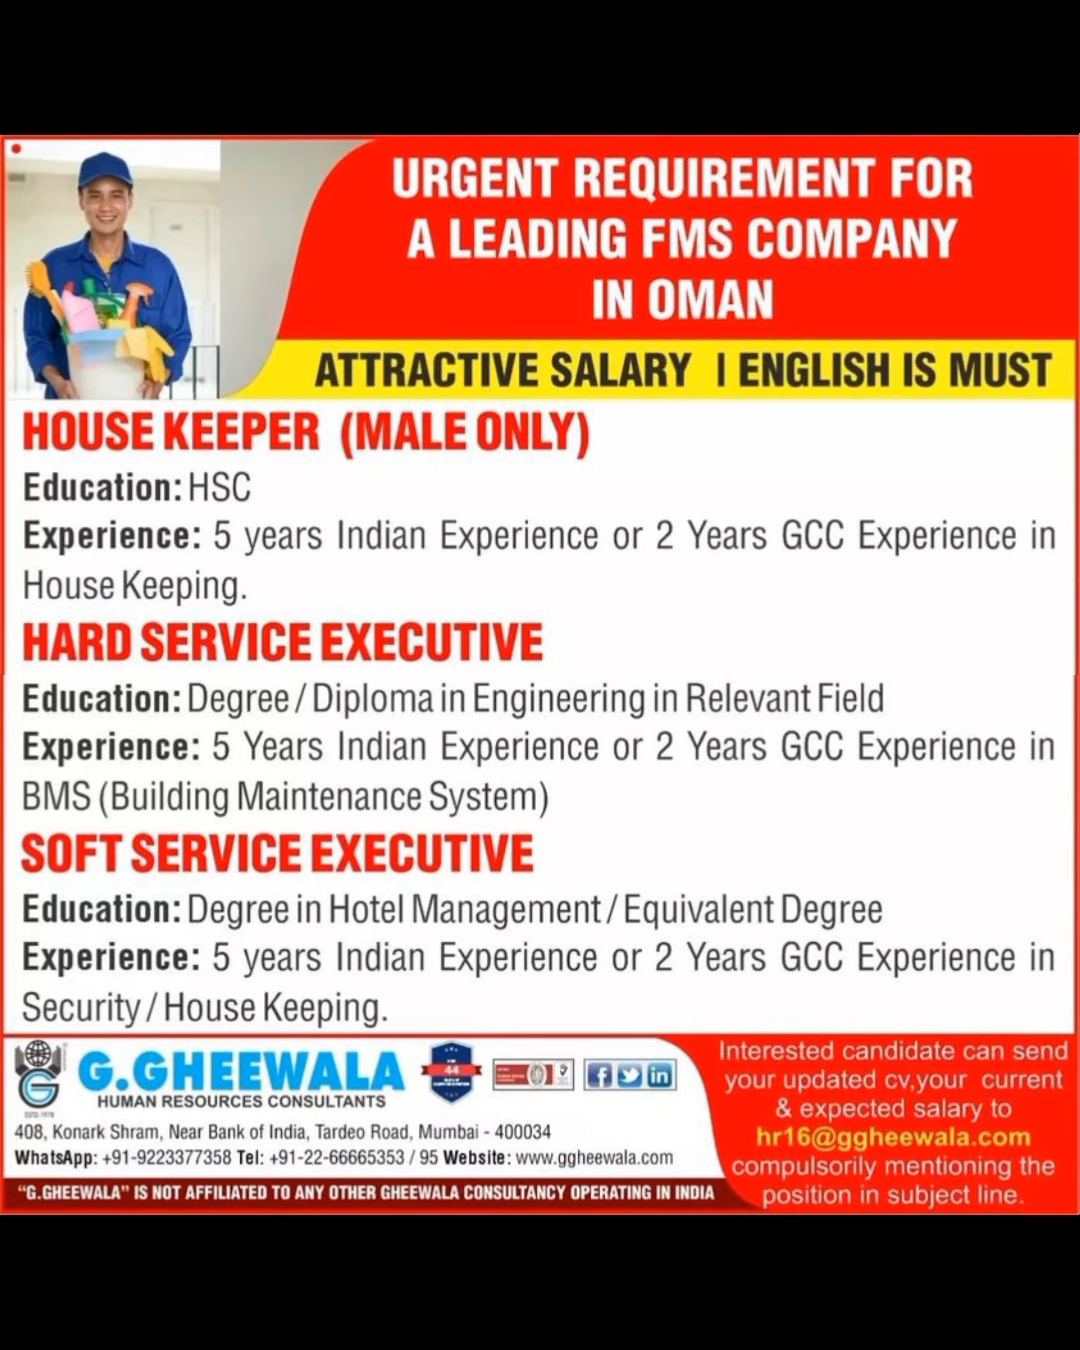 URGENT REQUIREMENT FOR
A LEADING FMS COMPANY
IN OMAN
ATTRACTIVE SALARY | ENGLISH IS MUST
HOUSE KEEPER (MALE ONLY)
Education: HSC
Experience: 5 years Indian Experience or 2 Years GCC Experience in
House Keeping.
HARD SERVICE EXECUTIVE
Education: Degree / Diploma in Engineering in Relevant Field
Experience: 5 Years Indian Experience or 2 Years GCC Experience in
BMS (Building Maintenance System)
SOFT SERVICE EXECUTIVE
Education: Degree in Hotel Management / Equivalent Degree
Experience: 5 years Indian Experience or 2 Years GCC Experience in
Security / House Keeping.
G.GHEEWALA
HUMAN RESOURCES CONSULTANTS
44
408, Konark Shram, Near Bank of India, Tardeo Road, Mumbai - 400034
WhatsApp: +91-9223377358 Tel: +91-22-66665353 / 95 Website: www.ggheewala.com
"G.GHEEWALA" IS NOT AFFILIATED TO ANY OTHER GHEEWALA CONSULTANCY OPERATING IN INDIA
Interested candidate can send
your updated cv,your current
& expected salary to
hr16@ggheewala.com
compulsorily mentioning the
position in subject line.